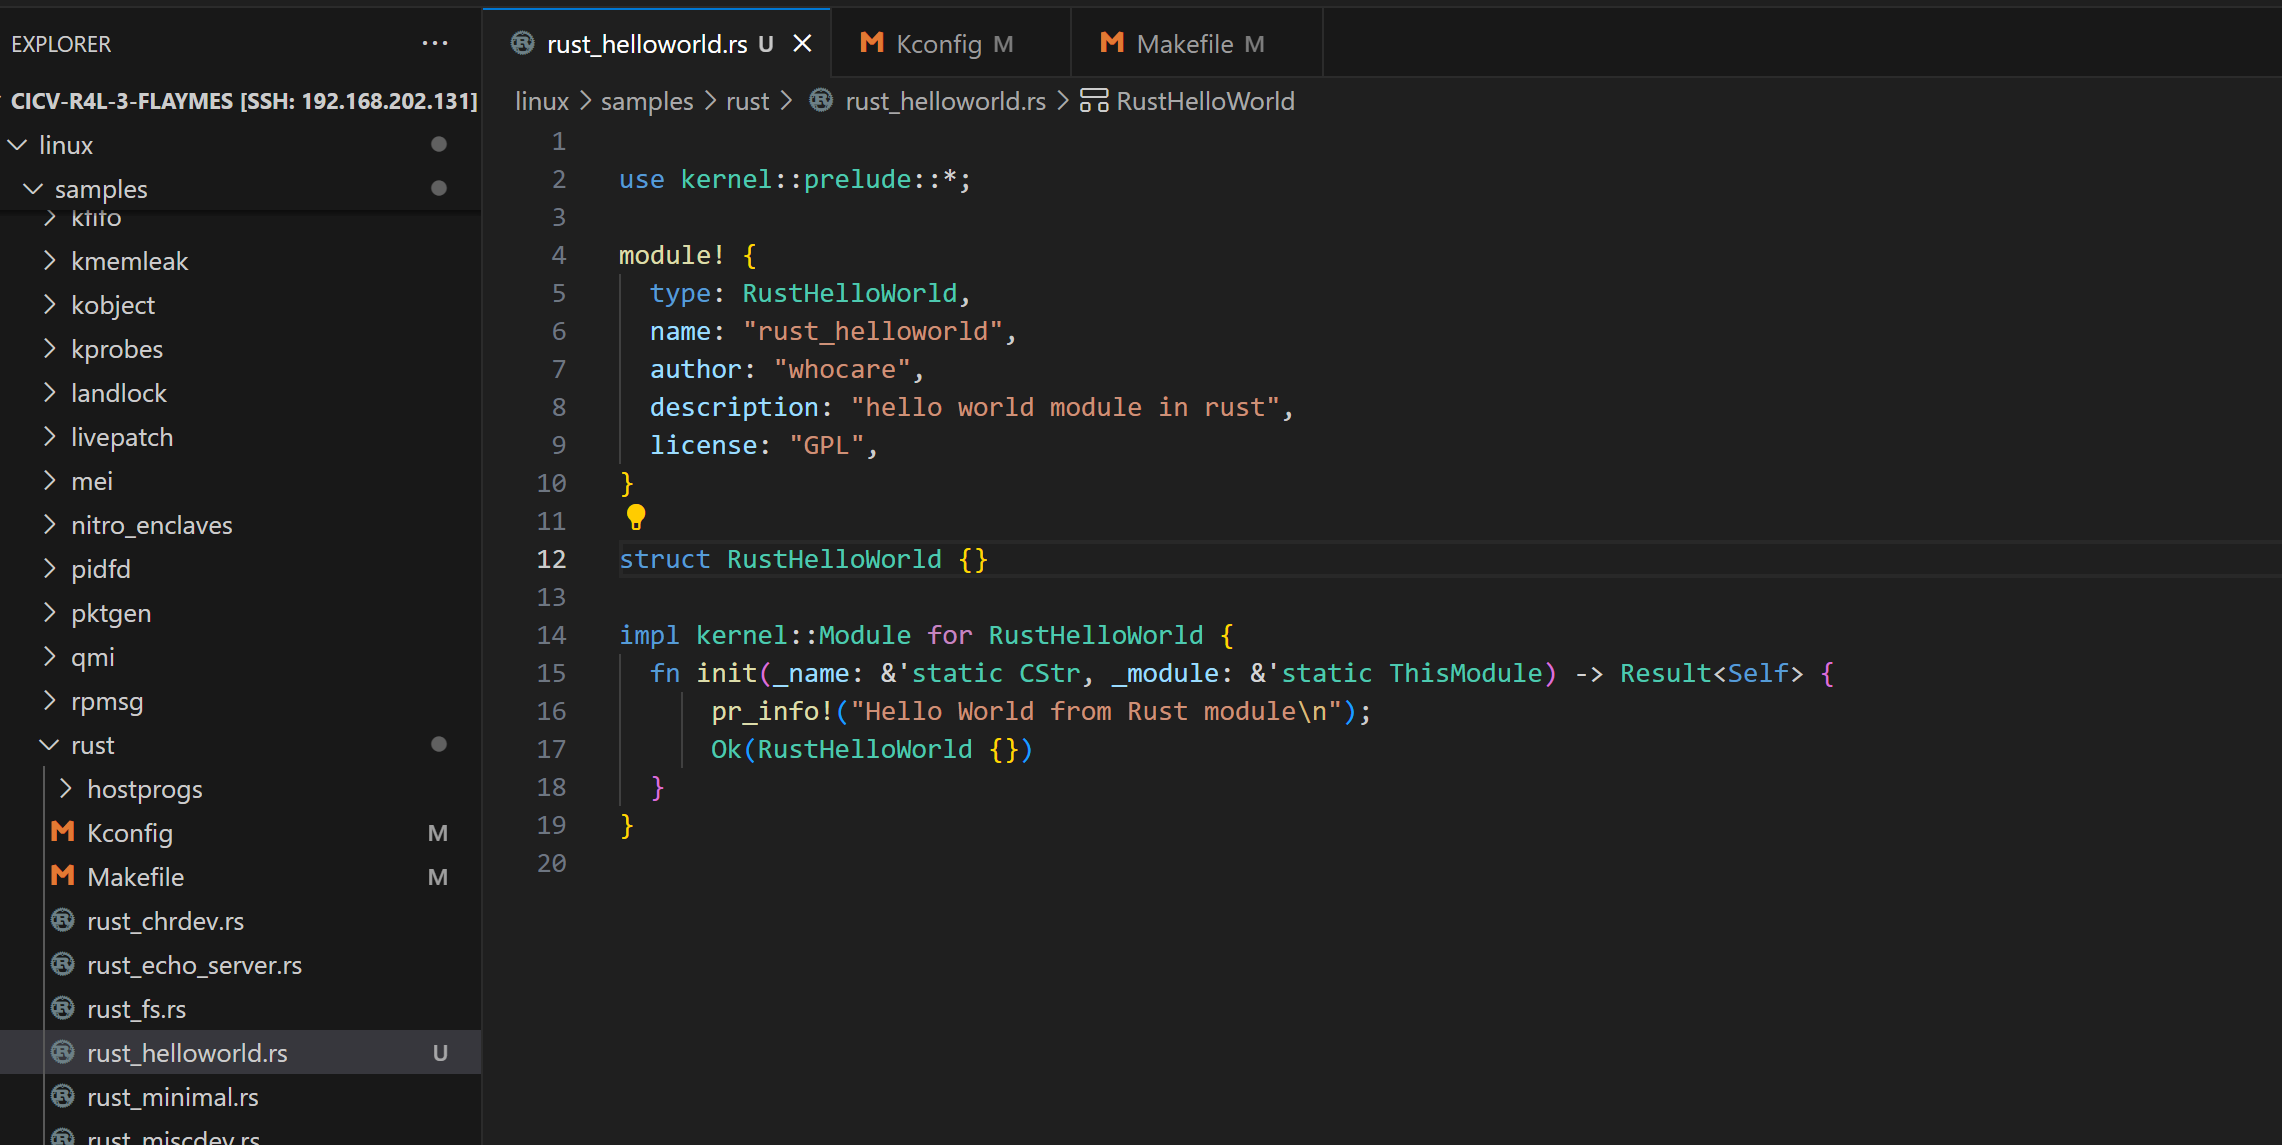 EXPLORER
CICV-R4L-3-FLAYMES [SSH: 192.168.202.131]
linux
samples
kfifo
kmemleak
kobject
kprobes
landlock
livepatch
mei
nitro_enclaves
pidfd
pktgen
qmi
rpmsg
rust
hostprogs
Kconfig M
Makefile M
rust_chrdev.rs
rust_echo_server.rs
rust_fs.rs
rust_helloworld.rs U
rust_minimal.rs
rust_miscdev.rs
rust_helloworld.rs U Kconfig M Makefile M
linux > samples > rust > rust_helloworld.rs > RustHelloWorld
1
2 use kernel::prelude::*;
3
4 module! {
5   type: RustHelloWorld,
6   name: "rust_helloworld",
7   author: "whocare",
8   description: "hello world module in rust",
9   license: "GPL",
10 }
11
12 struct RustHelloWorld {}
13
14 impl kernel::Module for RustHelloWorld {
15   fn init(_name: &'static CStr, _module: &'static ThisModule) -> Result<Self> {
16       pr_info!("Hello World from Rust module\n");
17       Ok(RustHelloWorld {})
18   }
19 }
20